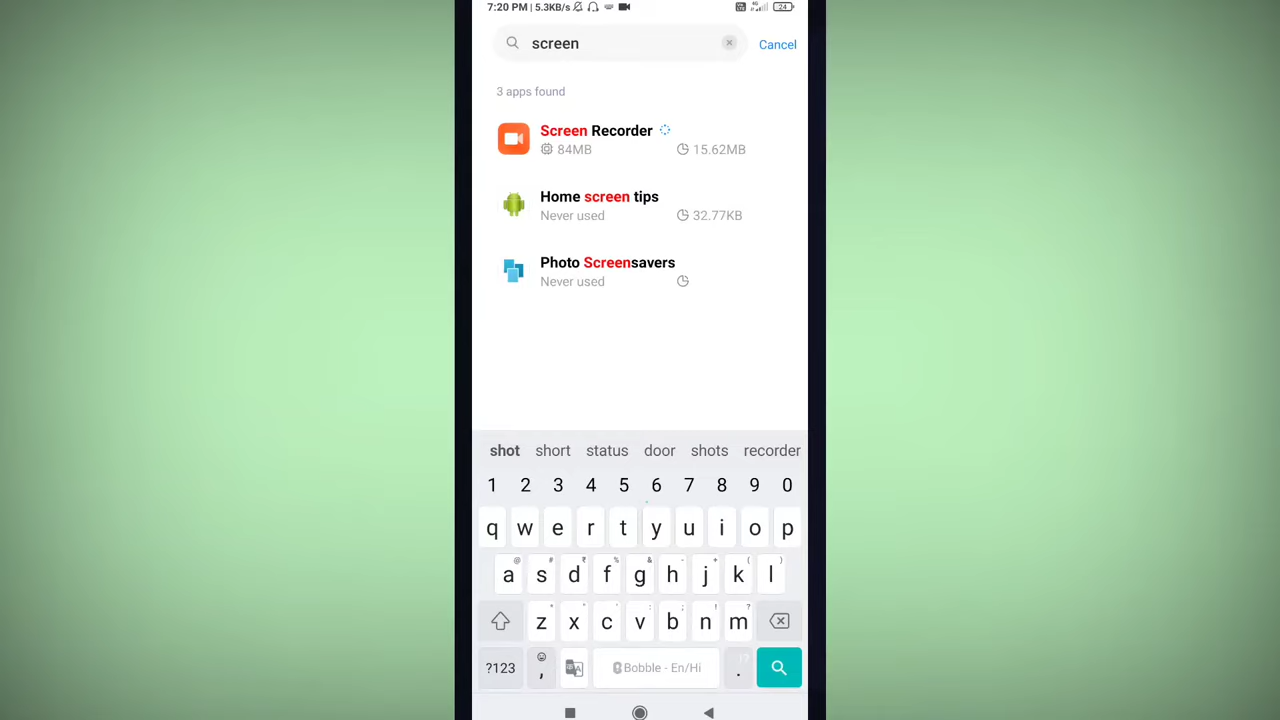 7:20 PM | 5.3KB/s 4G 24
screen Cancel
3 apps found
Screen Recorder
84MB 15.62MB
Home screen tips
Never used 32.77KB
Photo Screensavers
Never used
shot short status door shots recorder
1 2 3 4 5 6 7 8 9 0
q w e r t y u i o p
@ # ₹ % & - + ( )
a s d f g h j k l
* " ' : ; ! ?
z x c v b n m
?123 , Bobble - En/Hi .